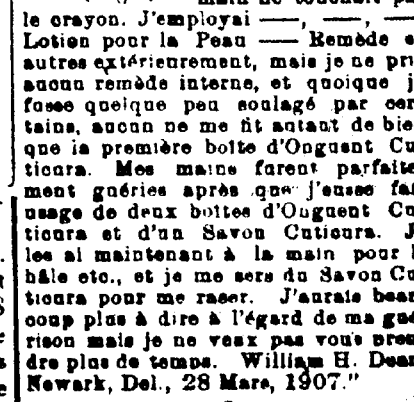 le crayon. J'employai ——, ——,
Lotion pour la Peau —— Remède e
autres extérieurement, mais je ne pri
aucun remède interne, et quoique j
fusse quelque peu soulagé par cer
tains, aucun ne me fit autant de bie
que la première boîte d'Onguent Cu
ticura. Mes mains furent parfaite
ment guéries après que j'eusse fai
usage de deux boîtes d'Onguent Cu
ticura et d'un Savon Cuticura. J
les ai maintenant à la main pour l
hâle etc., et je me sers du Savon Cu
ticura pour me raser. J'aurais beau
coup plus à dire à l'égard de ma gué
rison mais je ne veux pas vous pren
dre plus de temps. William H. Dean
Newark, Del., 28 Mars, 1907."